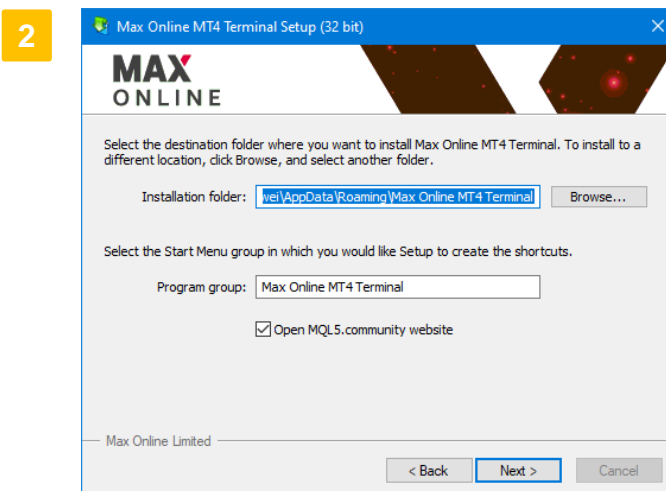 2
Max Online MT4 Terminal Setup (32 bit)
MAX
ONLINE
Select the destination folder where you want to install Max Online MT4 Terminal. To install to a
different location, click Browse, and select another folder.
Installation folder: wei\AppData\Roaming\Max Online MT4 Terminal Browse...
Select the Start Menu group in which you would like Setup to create the shortcuts.
Program group: Max Online MT4 Terminal
Open MQL5.community website
Max Online Limited
< Back Next > Cancel